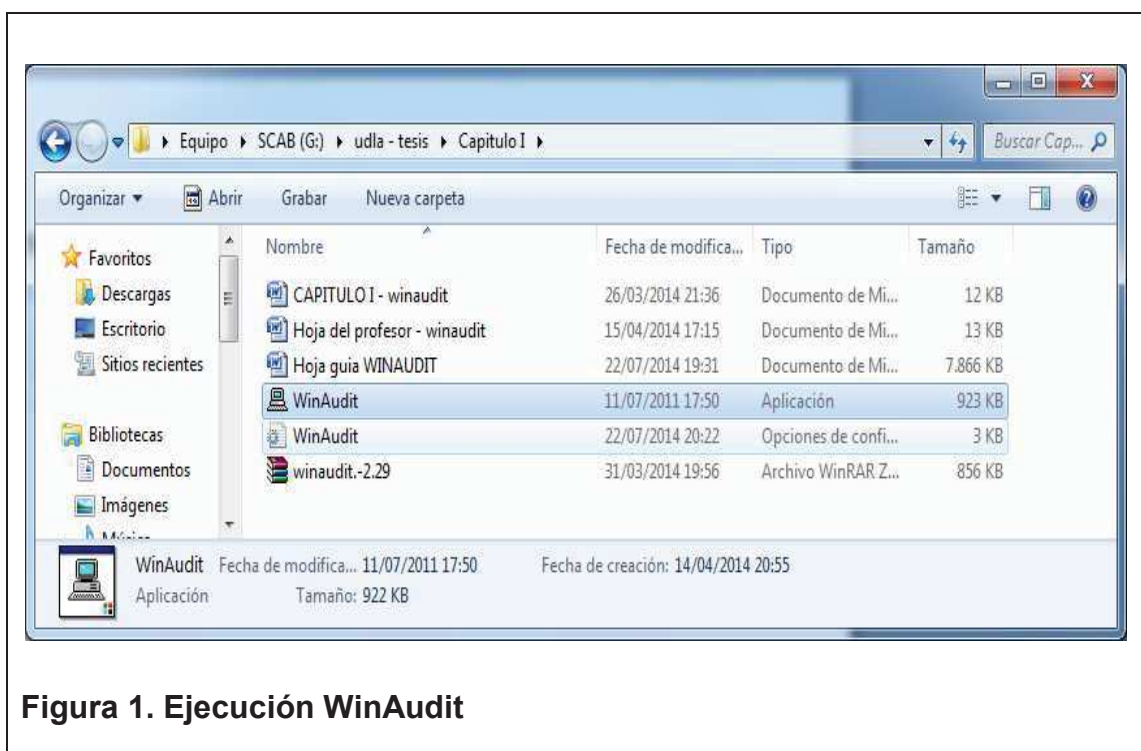 Equipo SCAB (G:) udla - tesis Capitulo I Buscar Cap...
Organizar Abrir Grabar Nueva carpeta
Nombre Fecha de modifica... Tipo Tamaño
Favoritos
Descargas
Escritorio
Sitios recientes
Bibliotecas
Documentos
Imágenes
CAPITULO I - winaudit 26/03/2014 21:36 Documento de Mi... 12 KB
Hoja del profesor - winaudit 15/04/2014 17:15 Documento de Mi... 13 KB
Hoja guia WINAUDIT 22/07/2014 19:31 Documento de Mi... 7.866 KB
WinAudit 11/07/2011 17:50 Aplicación 923 KB
WinAudit 22/07/2014 20:22 Opciones de confi... 3 KB
winaudit.-2.29 31/03/2014 19:56 Archivo WinRAR Z... 856 KB
WinAudit Fecha de modifica... 11/07/2011 17:50 Fecha de creación: 14/04/2014 20:55
Aplicación Tamaño: 922 KB
Figura 1. Ejecución WinAudit